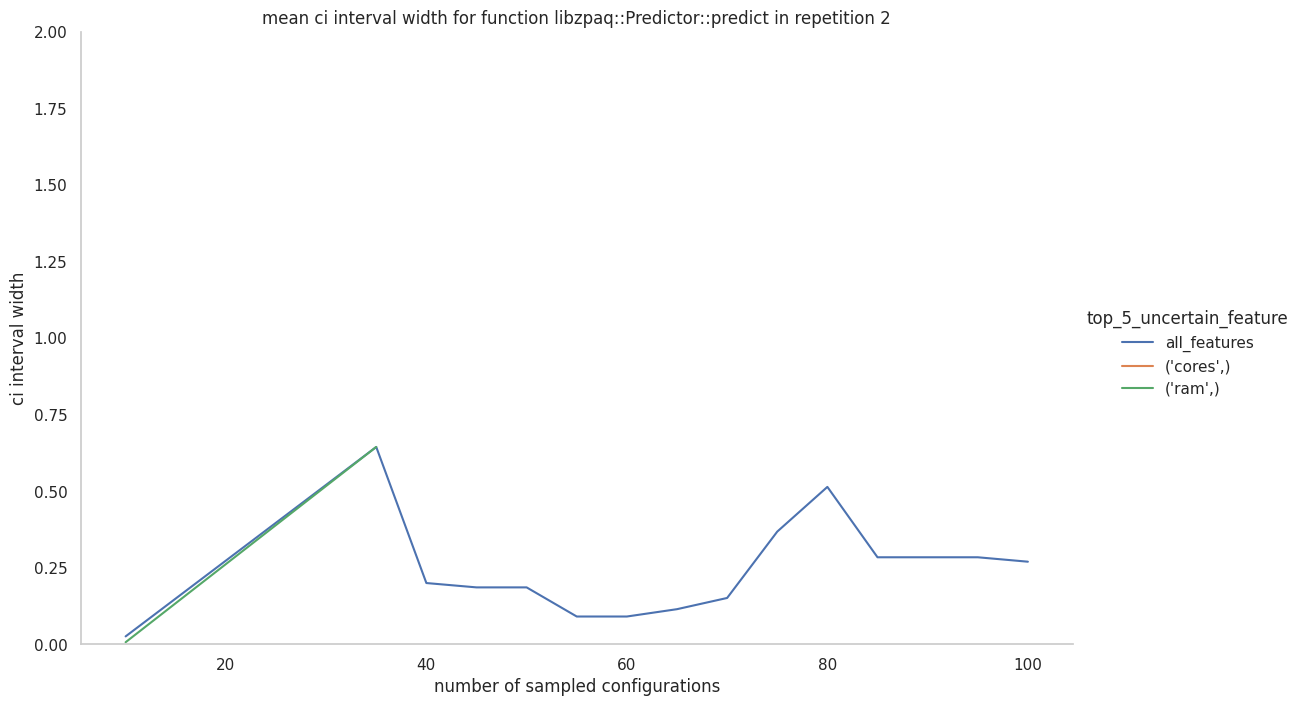 mean ci interval width for function libzpaq::Predictor::predict in repetition 2
2.00
1.75
1.50
1.25
1.00
0.75
0.50
0.25
0.00
ci interval width
20
40
60
80
100
number of sampled configurations
top_5_uncertain_feature
all_features
('cores',)
('ram',)